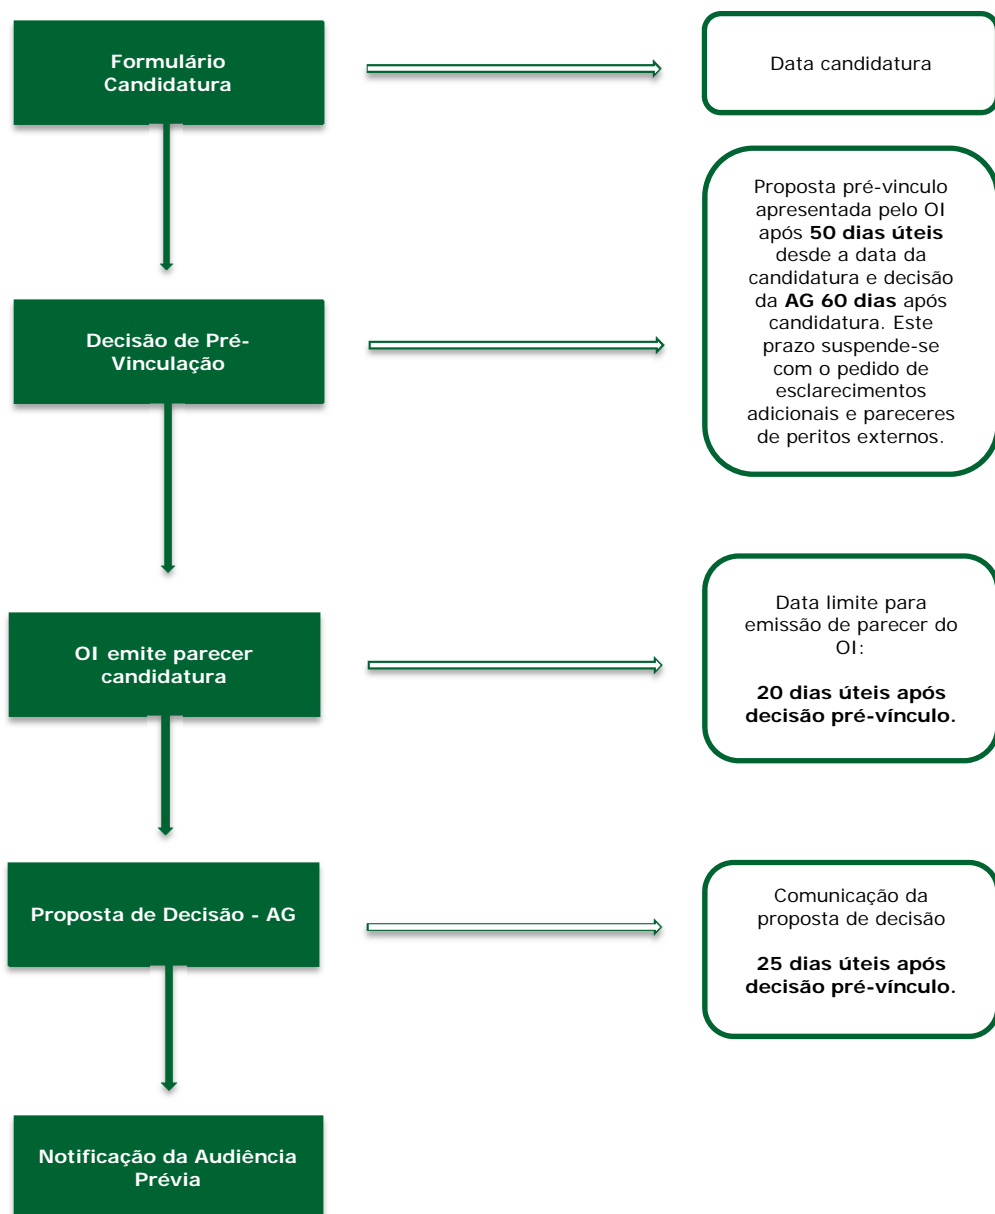 Formulário
Candidatura
Data candidatura
Proposta pré-vinculo
apresentada pelo OI
após 50 dias úteis
desde a data da
candidatura e decisão
da AG 60 dias após
candidatura. Este
prazo suspende-se
com o pedido de
esclarecimentos
adicionais e pareceres
de peritos externos.
Decisão de Pré-
Vinculação
OI emite parecer
candidatura
Data limite para
emissão de parecer do
OI:
20 dias úteis após
decisão pré-vínculo.
Proposta de Decisão - AG
Comunicação da
proposta de decisão
25 dias úteis após
decisão pré-vínculo.
Notificação da Audiência
Prévia